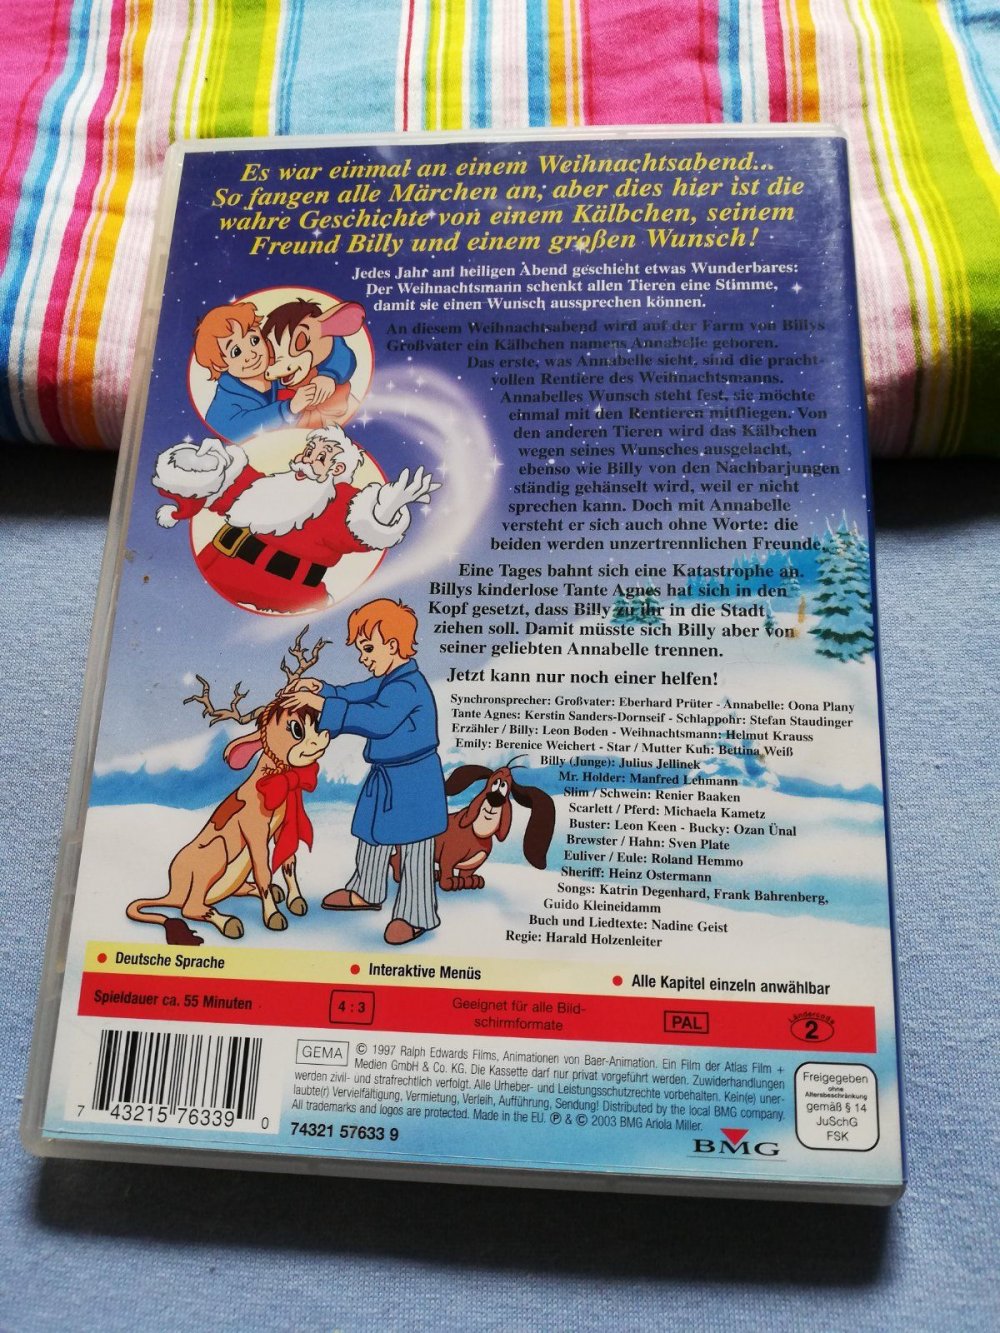 Es war einmal an einem Weihnachtsabend...
So fangen alle Märchen an, aber dies hier ist die
wahre Geschichte von einem Kälbchen, seinem
Freund Billy und einem großen Wunsch!
Jedes Jahr am heiligen Abend geschieht etwas Wunderbares:
Der Weihnachtsmann schenkt allen Tieren eine Stimme,
damit sie einen Wunsch aussprechen können.
An diesem Weihnachtsabend wird auf der Farm von Billys
Großvater ein Kälbchen namens Annabelle geboren.
Das erste, was Annabelle sieht, sind die pracht-
vollen Rentiere des Weihnachtsmanns.
Annabelles Wunsch steht fest, sie möchte
einmal mit den Rentieren mitfliegen. Von
den anderen Tieren wird das Kälbchen
wegen seines Wunsches ausgelacht,
ebenso wie Billy von den Nachbarjungen
ständig gehänselt wird, weil er nicht
sprechen kann. Doch mit Annabelle
versteht er sich auch ohne Worte: die
beiden werden unzertrennlichen Freunde.
Eine Tages bahnt sich eine Katastrophe an.
Billys kinderlose Tante Agnes hat sich in den
Kopf gesetzt, dass Billy zu ihr in die Stadt
ziehen soll. Damit müsste sich Billy aber von
seiner geliebten Annabelle trennen.
Jetzt kann nur noch einer helfen!
Synchronsprecher: Großvater: Eberhard Prüter - Annabelle: Oona Plany
Tante Agnes: Kerstin Sanders-Dornseif - Schlappohr: Stefan Staudinger
Erzähler / Billy: Leon Boden - Weihnachtsmann: Helmut Krauss
Emily: Berenice Weichert - Star / Mutter Kuh: Bettina Weiß
Billy (Junge): Julius Jellinek
Mr. Holder: Manfred Lehmann
Slim / Schwein: Renier Baaken
Scarlett / Pferd: Michaela Kametz
Buster: Leon Keen - Bucky: Ozan Ünal
Brewster / Hahn: Sven Plate
Euliver / Eule: Roland Hemmo
Sheriff: Heinz Ostermann
Songs: Katrin Degenhard, Frank Bahrenberg,
Guido Kleineidamm
Buch und Liedtexte: Nadine Geist
Regie: Harald Holzenleiter
• Deutsche Sprache • Interaktive Menüs • Alle Kapitel einzeln anwählbar
Spieldauer ca. 55 Minuten
4 : 3
Geeignet für alle Bild-
schirmformate
PAL
Ländercode
2
GEMA © 1997 Ralph Edwards Films, Animationen von Baer-Animation. Ein Film der Atlas Film +
Medien GmbH & Co. KG. Die Kassette darf nur privat vorgeführt werden. Zuwiderhandlungen
werden zivil- und strafrechtlich verfolgt. Alle Urheber- und Leistungsschutzrechte vorbehalten. Kein(e) uner-
laubte(r) Vervielfältigung, Vermietung, Verleih, Aufführung, Sendung! Distributed by the local BMG company.
All trademarks and logos are protected. Made in the EU. ℗ & © 2003 BMG Ariola Miller.
7 43215 76339 0
74321 57633 9
BMG
Freigegeben
ohne
Altersbeschränkung
gemäß § 14
JuSchG
FSK